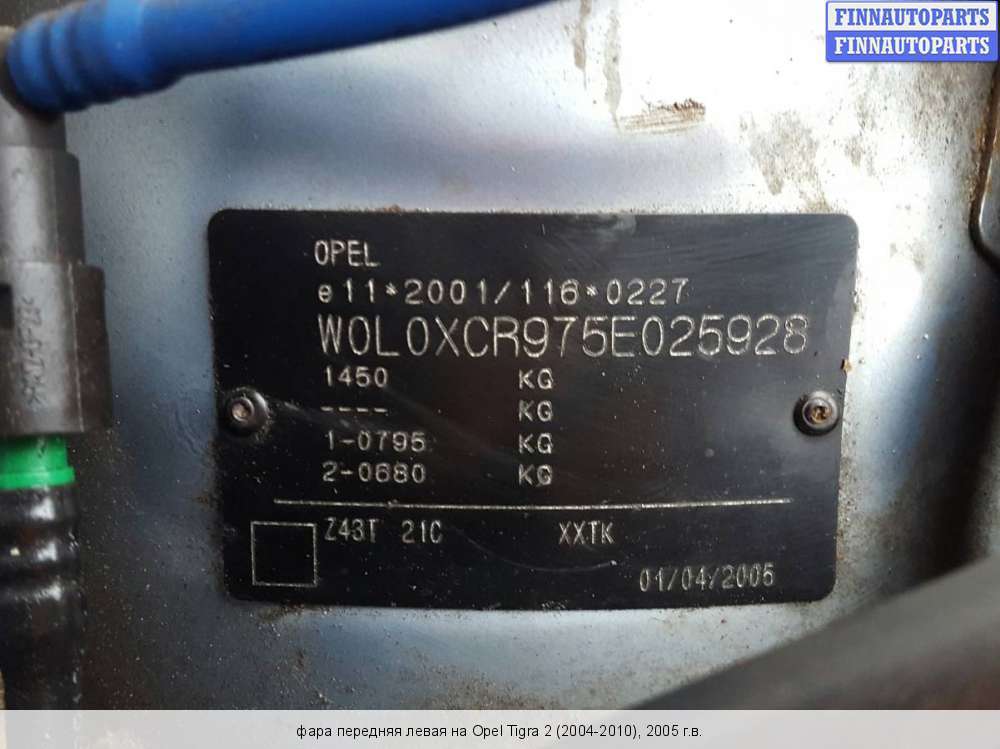 FINNAUTOPARTS
FINNAUTOPARTS
OPEL
e11*2001/116*0227
W0L0XCR975E025928
1450 KG
---- KG
1-0795 KG
2-0680 KG
Z43T 21C XXTK
01/04/2005
фара передняя левая на Opel Tigra 2 (2004-2010), 2005 г.в.